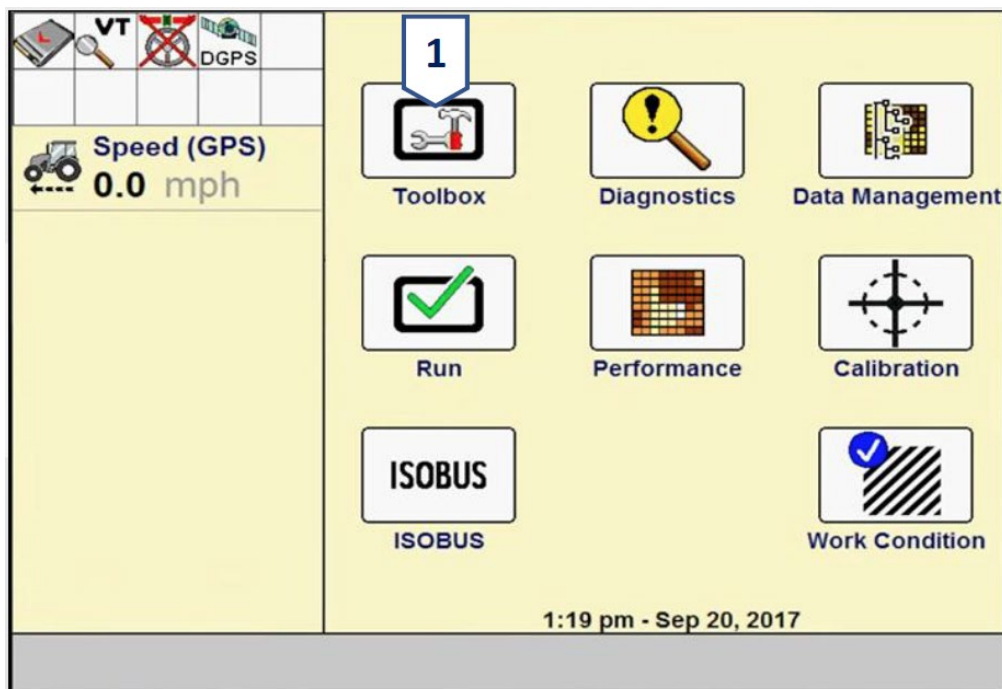 VT
DGPS
Speed (GPS)
0.0 mph
1
Toolbox
Diagnostics
Data Management
Run
Performance
Calibration
ISOBUS
ISOBUS
Work Condition
1:19 pm - Sep 20, 2017